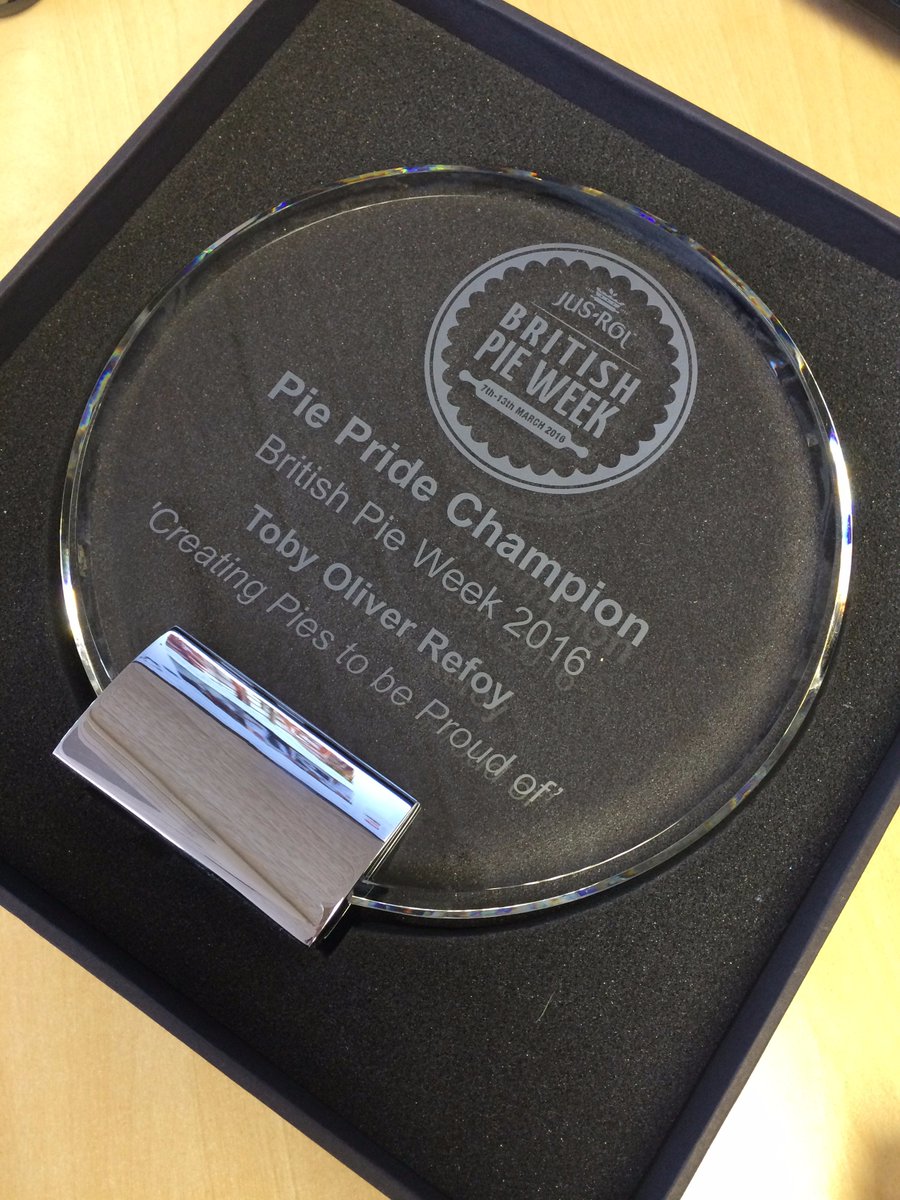 JUS·ROL
BRITISH
PIE WEEK
7th-13th MARCH 2016
Pie Pride Champion
British Pie Week 2016
Toby Oliver Refoy
'Creating Pies to be Proud of'